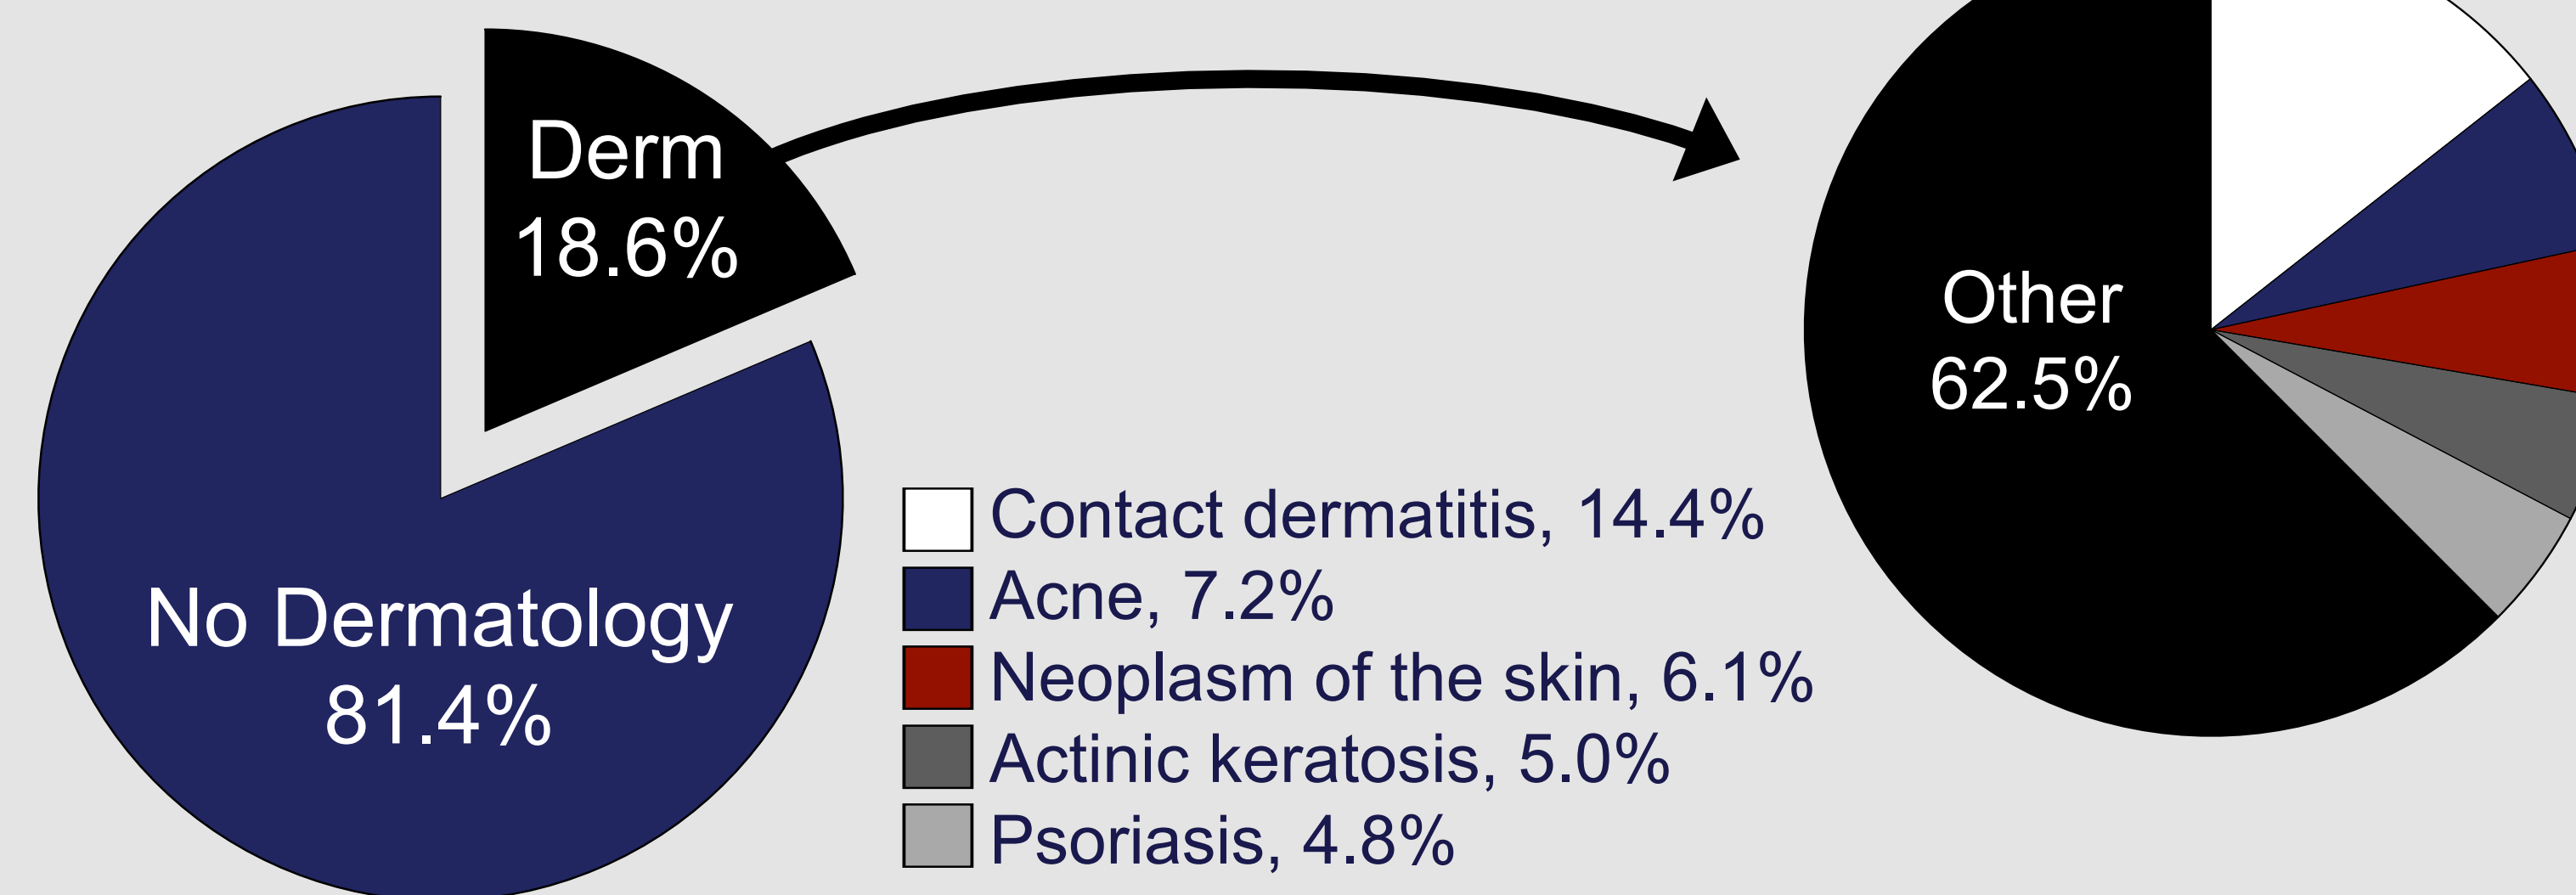 Derm
18.6%
No Dermatology
81.4%
Contact dermatitis, 14.4%
Acne, 7.2%
Neoplasm of the skin, 6.1%
Actinic keratosis, 5.0%
Psoriasis, 4.8%
Other
62.5%